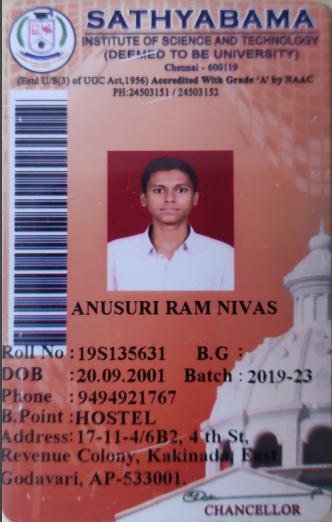 SATHYABAMA
INSTITUTE OF SCIENCE AND TECHNOLOGY
(DEEMED TO BE UNIVERSITY)
Chennai - 600119
(Estd U/S(3) of UGC Act,1956) Accredited With Grade 'A' by NAAC
PH:24503151 / 24503152
ANUSURI RAM NIVAS
Roll No : 19S135631 B.G :
DOB : 20.09.2001 Batch : 2019-23
Phone : 9494921767
B.Point : HOSTEL
Address: 17-11-4/6B2, 4 th St,
Revenue Colony, Kakinada, East
Godavari, AP-533001.
CHANCELLOR